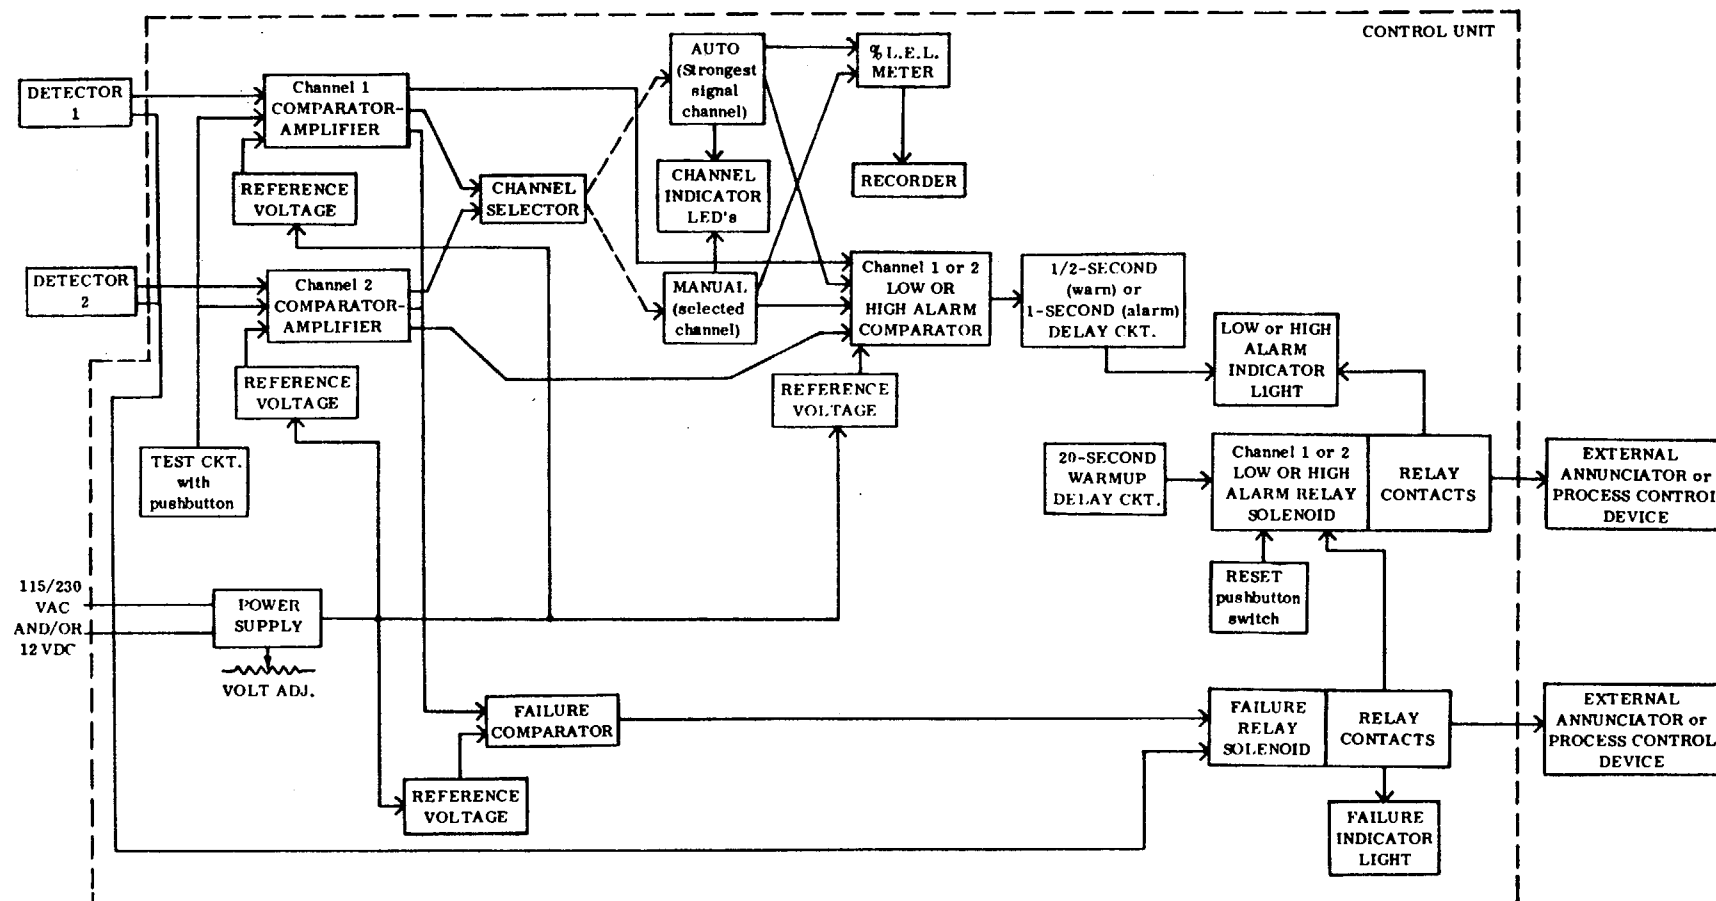 CONTROL UNIT
DETECTOR
1
Channel 1
COMPARATOR-
AMPLIFIER
REFERENCE
VOLTAGE
AUTO
(Strongest
signal
channel)
% L.E.L.
METER
RECORDER
CHANNEL
INDICATOR
LED's
CHANNEL
SELECTOR
DETECTOR
2
Channel 2
COMPARATOR-
AMPLIFIER
REFERENCE
VOLTAGE
MANUAL
(selected
channel)
Channel 1 or 2
LOW OR
HIGH ALARM
COMPARATOR
REFERENCE
VOLTAGE
1/2-SECOND
(warn) or
1-SECOND (alarm)
DELAY CKT.
LOW or HIGH
ALARM
INDICATOR
LIGHT
TEST CKT.
with
pushbutton
20-SECOND
WARMUP
DELAY CKT.
Channel 1 or 2
LOW OR HIGH
ALARM RELAY
SOLENOID
RELAY
CONTACTS
EXTERNAL
ANNUNCIATOR or
PROCESS CONTROL
DEVICE
RESET
pushbutton
switch
115/230
VAC
AND/OR
12 VDC
POWER
SUPPLY
VOLT ADJ.
FAILURE
COMPARATOR
REFERENCE
VOLTAGE
FAILURE
RELAY
SOLENOID
RELAY
CONTACTS
EXTERNAL
ANNUNCIATOR or
PROCESS CONTROL
DEVICE
FAILURE
INDICATOR
LIGHT